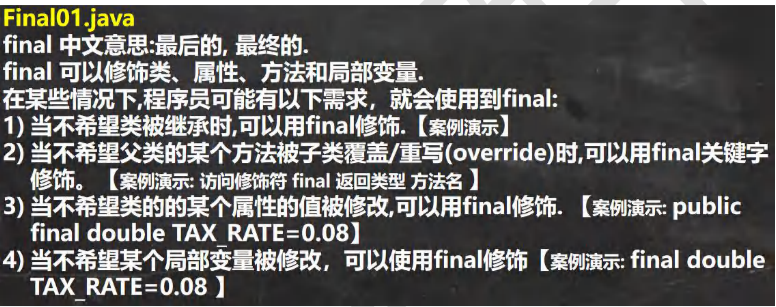 Final01.java
final 中文意思:最后的, 最终的.
final 可以修饰类、属性、方法和局部变量.
在某些情况下,程序员可能有以下需求，就会使用到final:
1) 当不希望类被继承时,可以用final修饰.【案例演示】
2) 当不希望父类的某个方法被子类覆盖/重写(override)时,可以用final关键字
修饰。【案例演示: 访问修饰符 final 返回类型 方法名 】
3) 当不希望类的的某个属性的值被修改,可以用final修饰. 【案例演示: public
final double TAX_RATE=0.08】
4) 当不希望某个局部变量被修改，可以使用final修饰【案例演示: final double
TAX_RATE=0.08 】